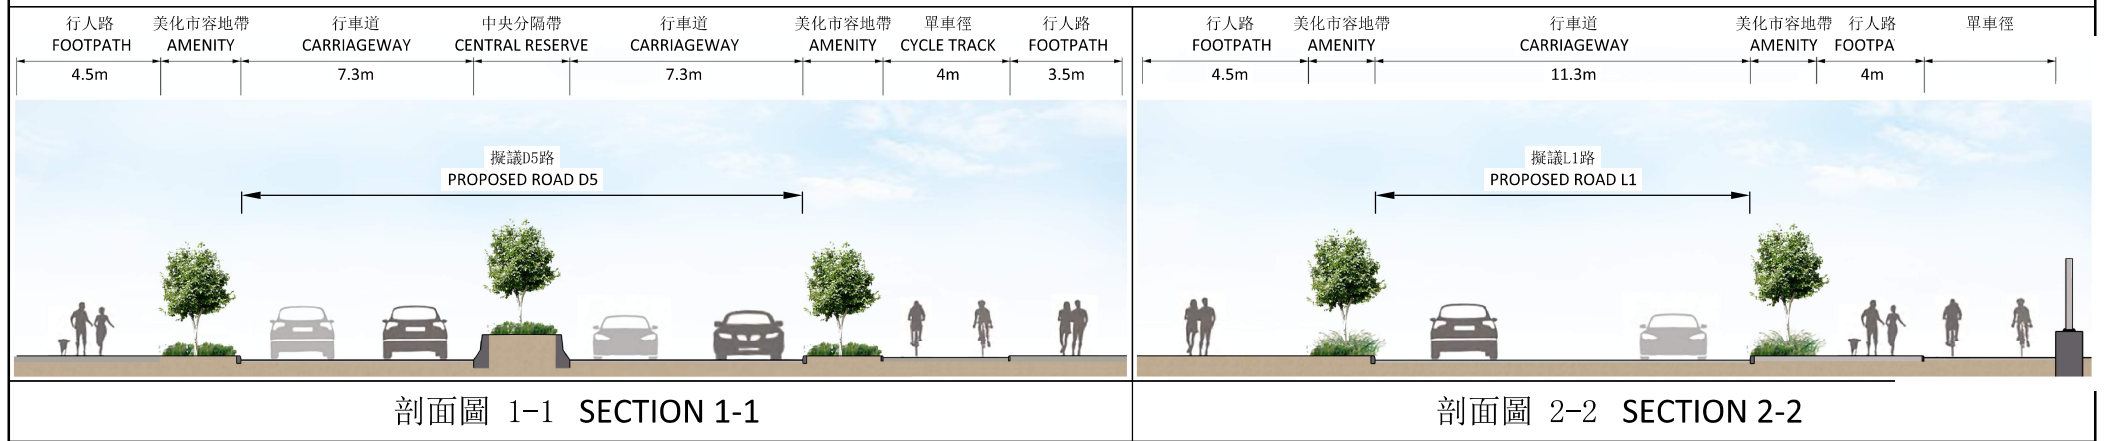 行人路 美化市容地帶 行車道 中央分隔帶 行車道 美化市容地帶 單車徑 行人路
FOOTPATH AMENITY CARRIAGEWAY CENTRAL RESERVE CARRIAGEWAY AMENITY CYCLE TRACK FOOTPATH
4.5m 7.3m 7.3m 4m 3.5m
擬議D5路
PROPOSED ROAD D5
剖面圖 1-1 SECTION 1-1
行人路 美化市容地帶 行車道 美化市容地帶 行人路 單車徑
FOOTPATH AMENITY CARRIAGEWAY AMENITY FOOTPA
4.5m 11.3m 4m
擬議L1路
PROPOSED ROAD L1
剖面圖 2-2 SECTION 2-2